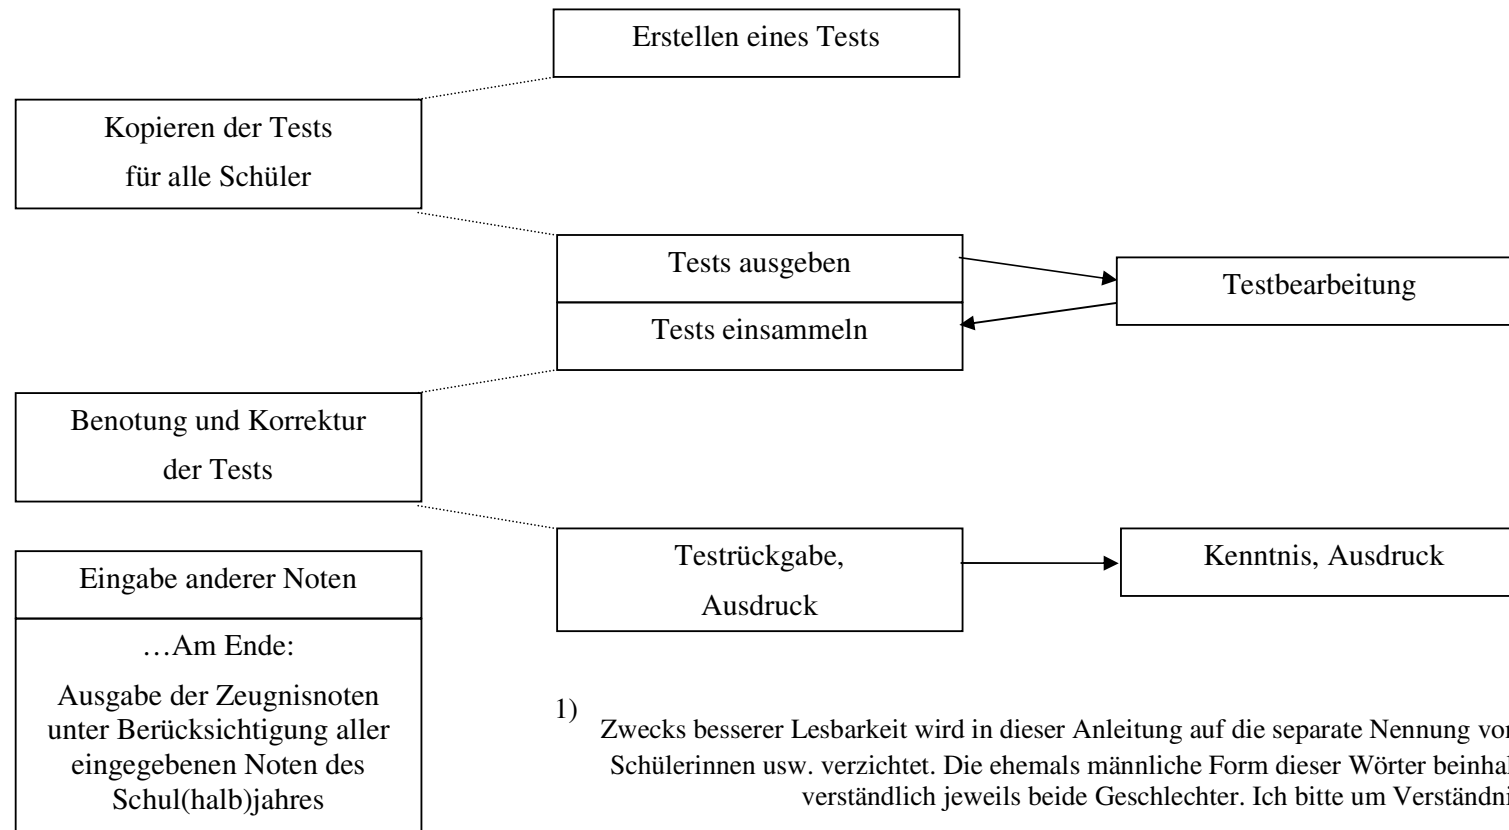 Erstellen eines Tests
Kopieren der Tests
für alle Schüler
Tests ausgeben
Testbearbeitung
Tests einsammeln
Benotung und Korrektur
der Tests
Testrückgabe,
Ausdruck
Kenntnis, Ausdruck
Eingabe anderer Noten
…Am Ende:
Ausgabe der Zeugnisnoten
unter Berücksichtigung aller
eingegebenen Noten des
Schul(halb)jahres
1)
Zwecks besserer Lesbarkeit wird in dieser Anleitung auf die separate Nennung
Schülerinnen usw. verzichtet. Die ehemals männliche Form dieser Wörter
verständlich jeweils beide Geschlechter. Ich bitte um